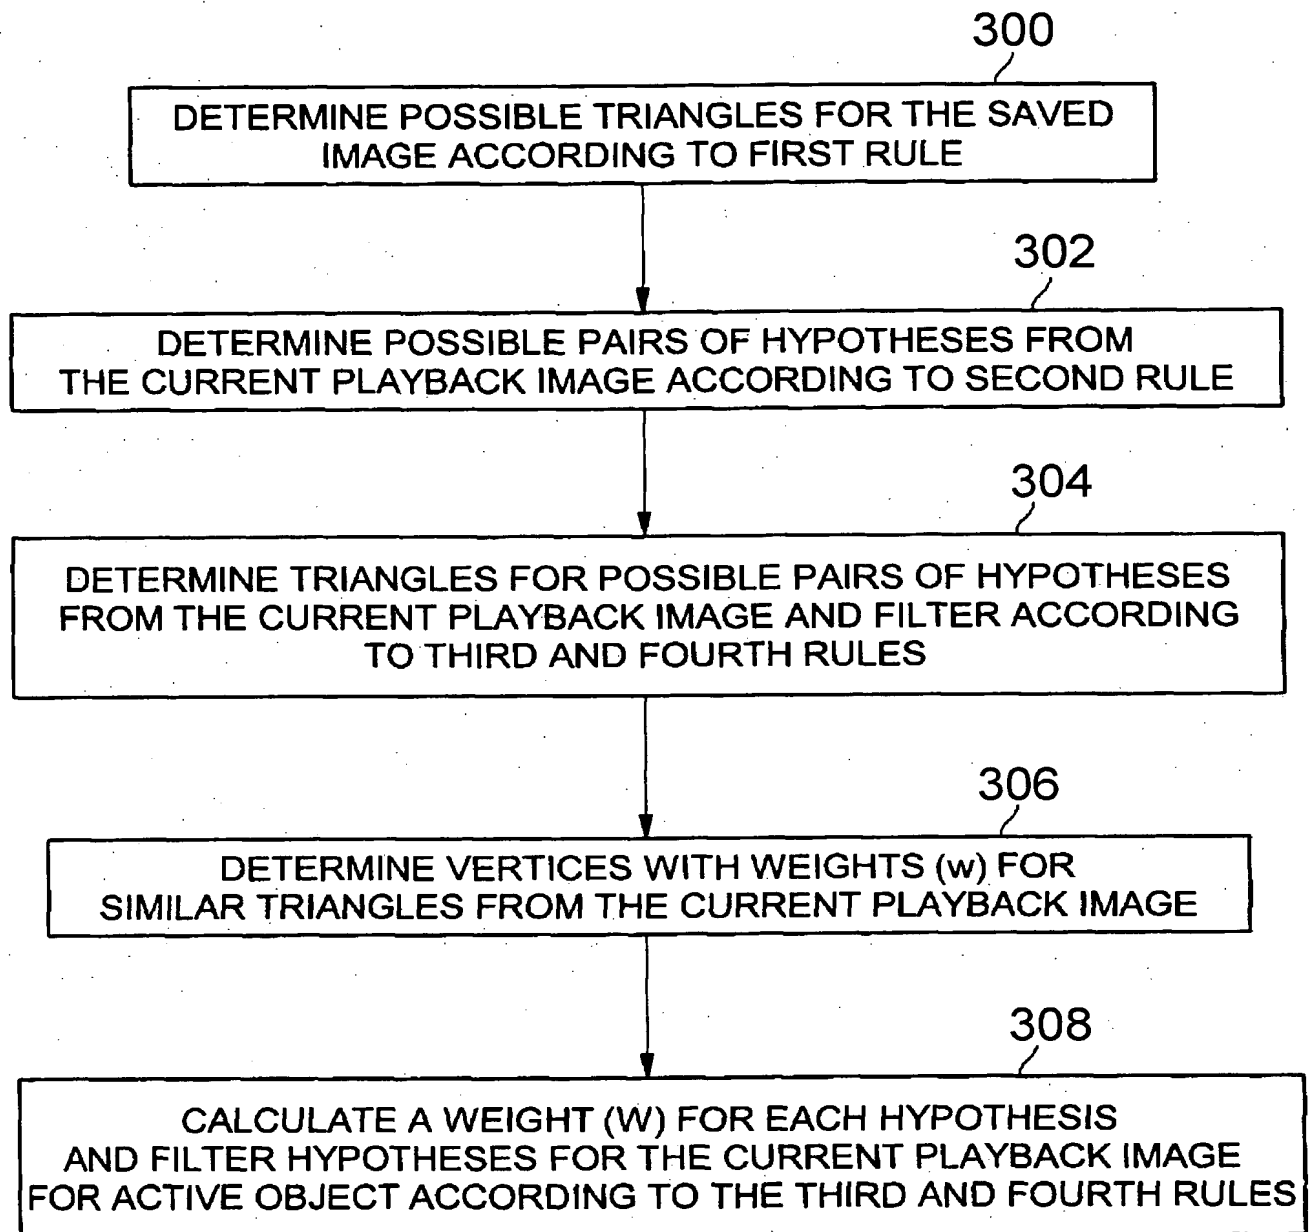 300
DETERMINE POSSIBLE TRIANGLES FOR THE SAVED
IMAGE ACCORDING TO FIRST RULE
302
DETERMINE POSSIBLE PAIRS OF HYPOTHESES FROM
THE CURRENT PLAYBACK IMAGE ACCORDING TO SECOND RULE
304
DETERMINE TRIANGLES FOR POSSIBLE PAIRS OF HYPOTHESES
FROM THE CURRENT PLAYBACK IMAGE AND FILTER ACCORDING
TO THIRD AND FOURTH RULES
306
DETERMINE VERTICES WITH WEIGHTS (w) FOR
SIMILAR TRIANGLES FROM THE CURRENT PLAYBACK IMAGE
308
CALCULATE A WEIGHT (W) FOR EACH HYPOTHESIS
AND FILTER HYPOTHESES FOR THE CURRENT PLAYBACK IMAGE
FOR ACTIVE OBJECT ACCORDING TO THE THIRD AND FOURTH RULES